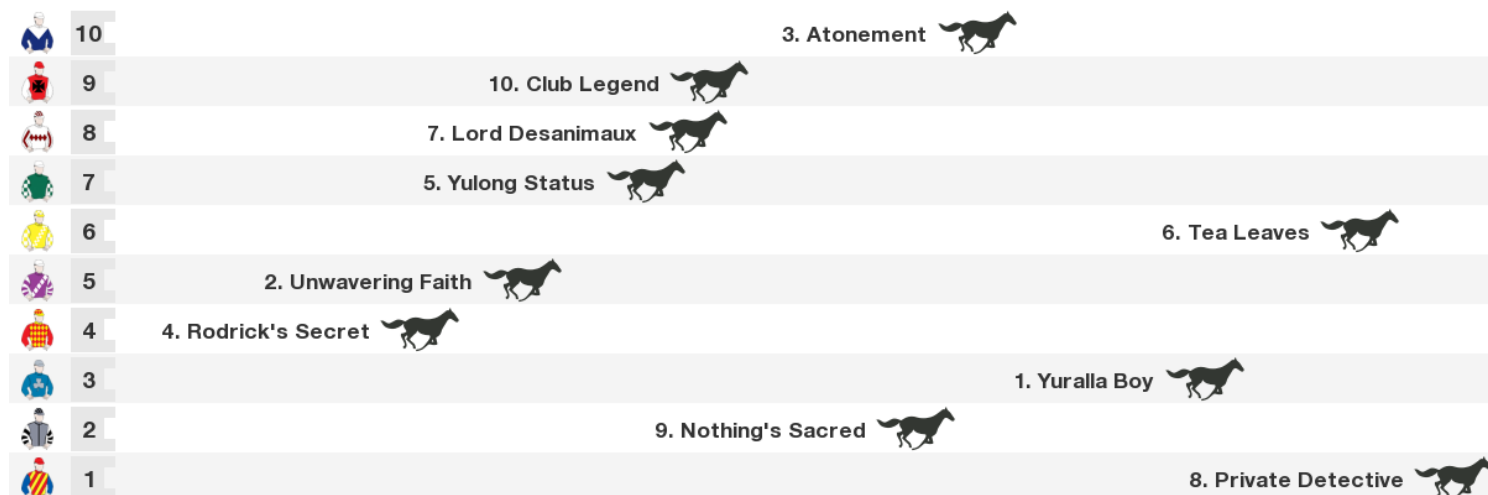 10 3. Atonement
9 10. Club Legend
8 7. Lord Desanimaux
7 5. Yulong Status
6 6. Tea Leaves
5 2. Unwavering Faith
4 4. Rodrick's Secret
3 1. Yuralla Boy
2 9. Nothing's Sacred
1 8. Private Detective